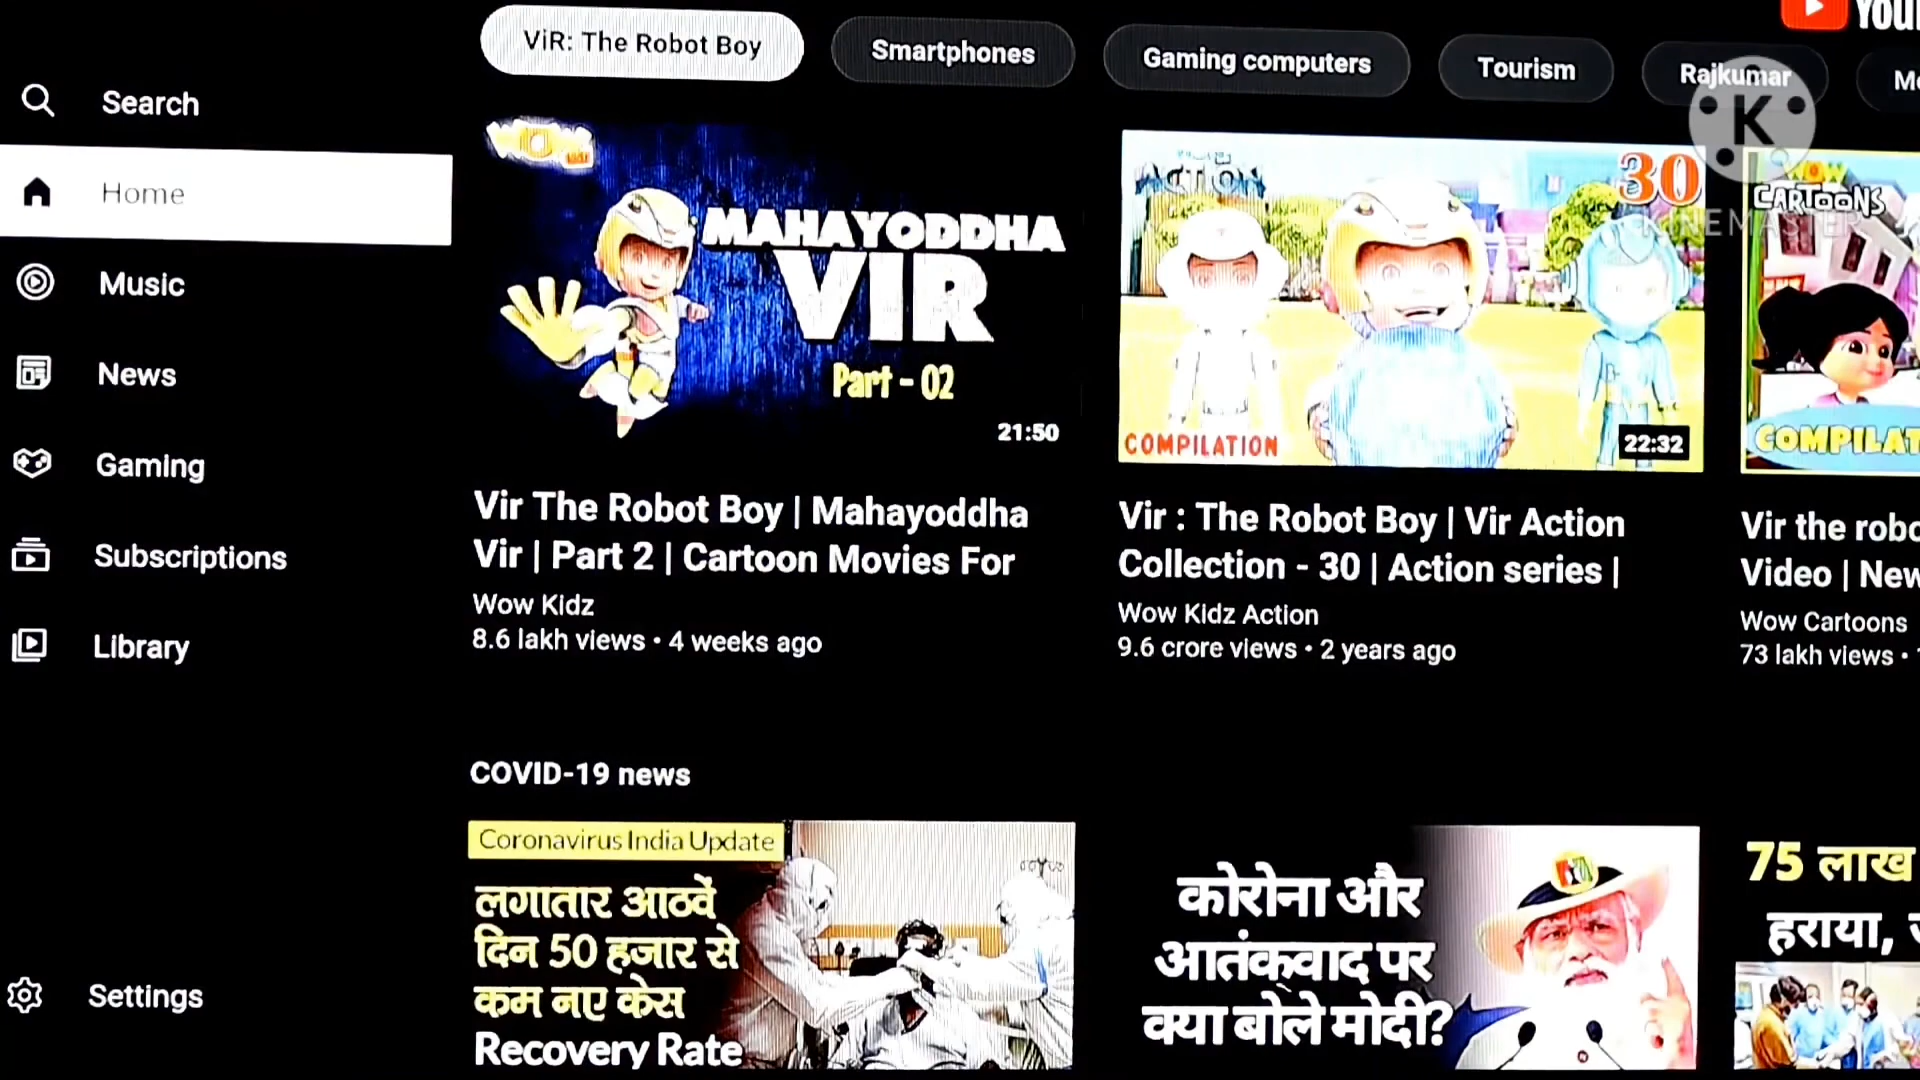 ViR: The Robot Boy
Smartphones
Gaming computers
Tourism
Rajkumar
Search
Home
Music
News
Gaming
Subscriptions
Library
Settings
K
KINEMASTER
WOW
MAHAYODDHA
VIR
Part - 02
21:50
Vir The Robot Boy | Mahayoddha
Vir | Part 2 | Cartoon Movies For
Wow Kidz
8.6 lakh views • 4 weeks ago
ACTION
30
COMPILATION
22:32
Vir : The Robot Boy | Vir Action
Collection - 30 | Action series |
Wow Kidz Action
9.6 crore views • 2 years ago
WOW
CARTOONS
Vir the
Video | New
Wow Cartoons
73 lakh views •
COVID-19 news
Coronavirus India Update
लगातार आठवें
दिन 50 हजार से
कम नए केस
Recovery Rate
कोरोना और
आतंकवाद पर
क्या बोले मोदी?
75 लाख
हराया,